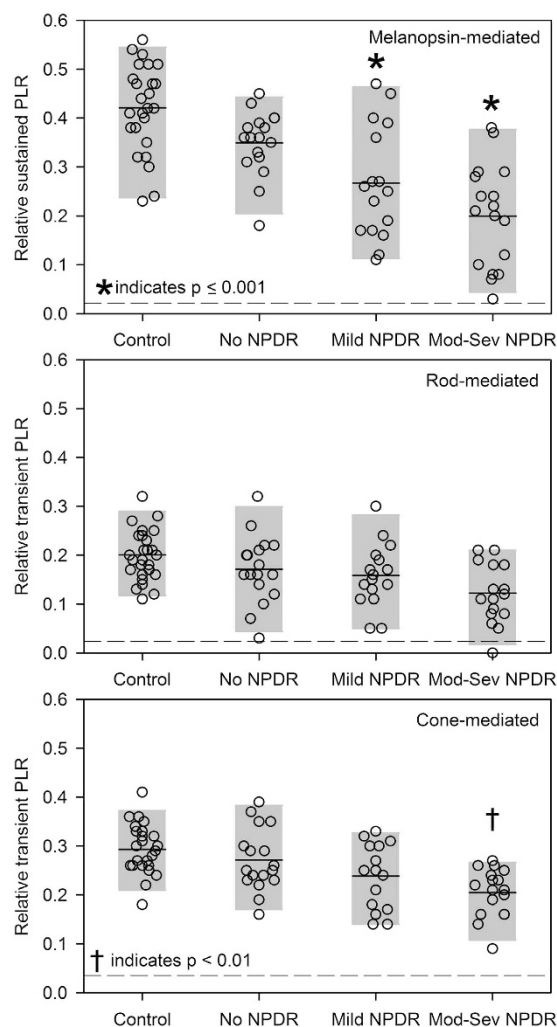 Melanopsin-mediated
Relative sustained PLR
0.6
0.5
0.4
0.3
0.2
0.1
0.0
*
*
* indicates p ≤ 0.001
Control No NPDR Mild NPDR Mod-Sev NPDR
Rod-mediated
Relative transient PLR
0.6
0.5
0.4
0.3
0.2
0.1
0.0
Control No NPDR Mild NPDR Mod-Sev NPDR
Cone-mediated
Relative transient PLR
0.6
0.5
0.4
0.3
0.2
0.1
0.0
†
† indicates p < 0.01
Control No NPDR Mild NPDR Mod-Sev NPDR